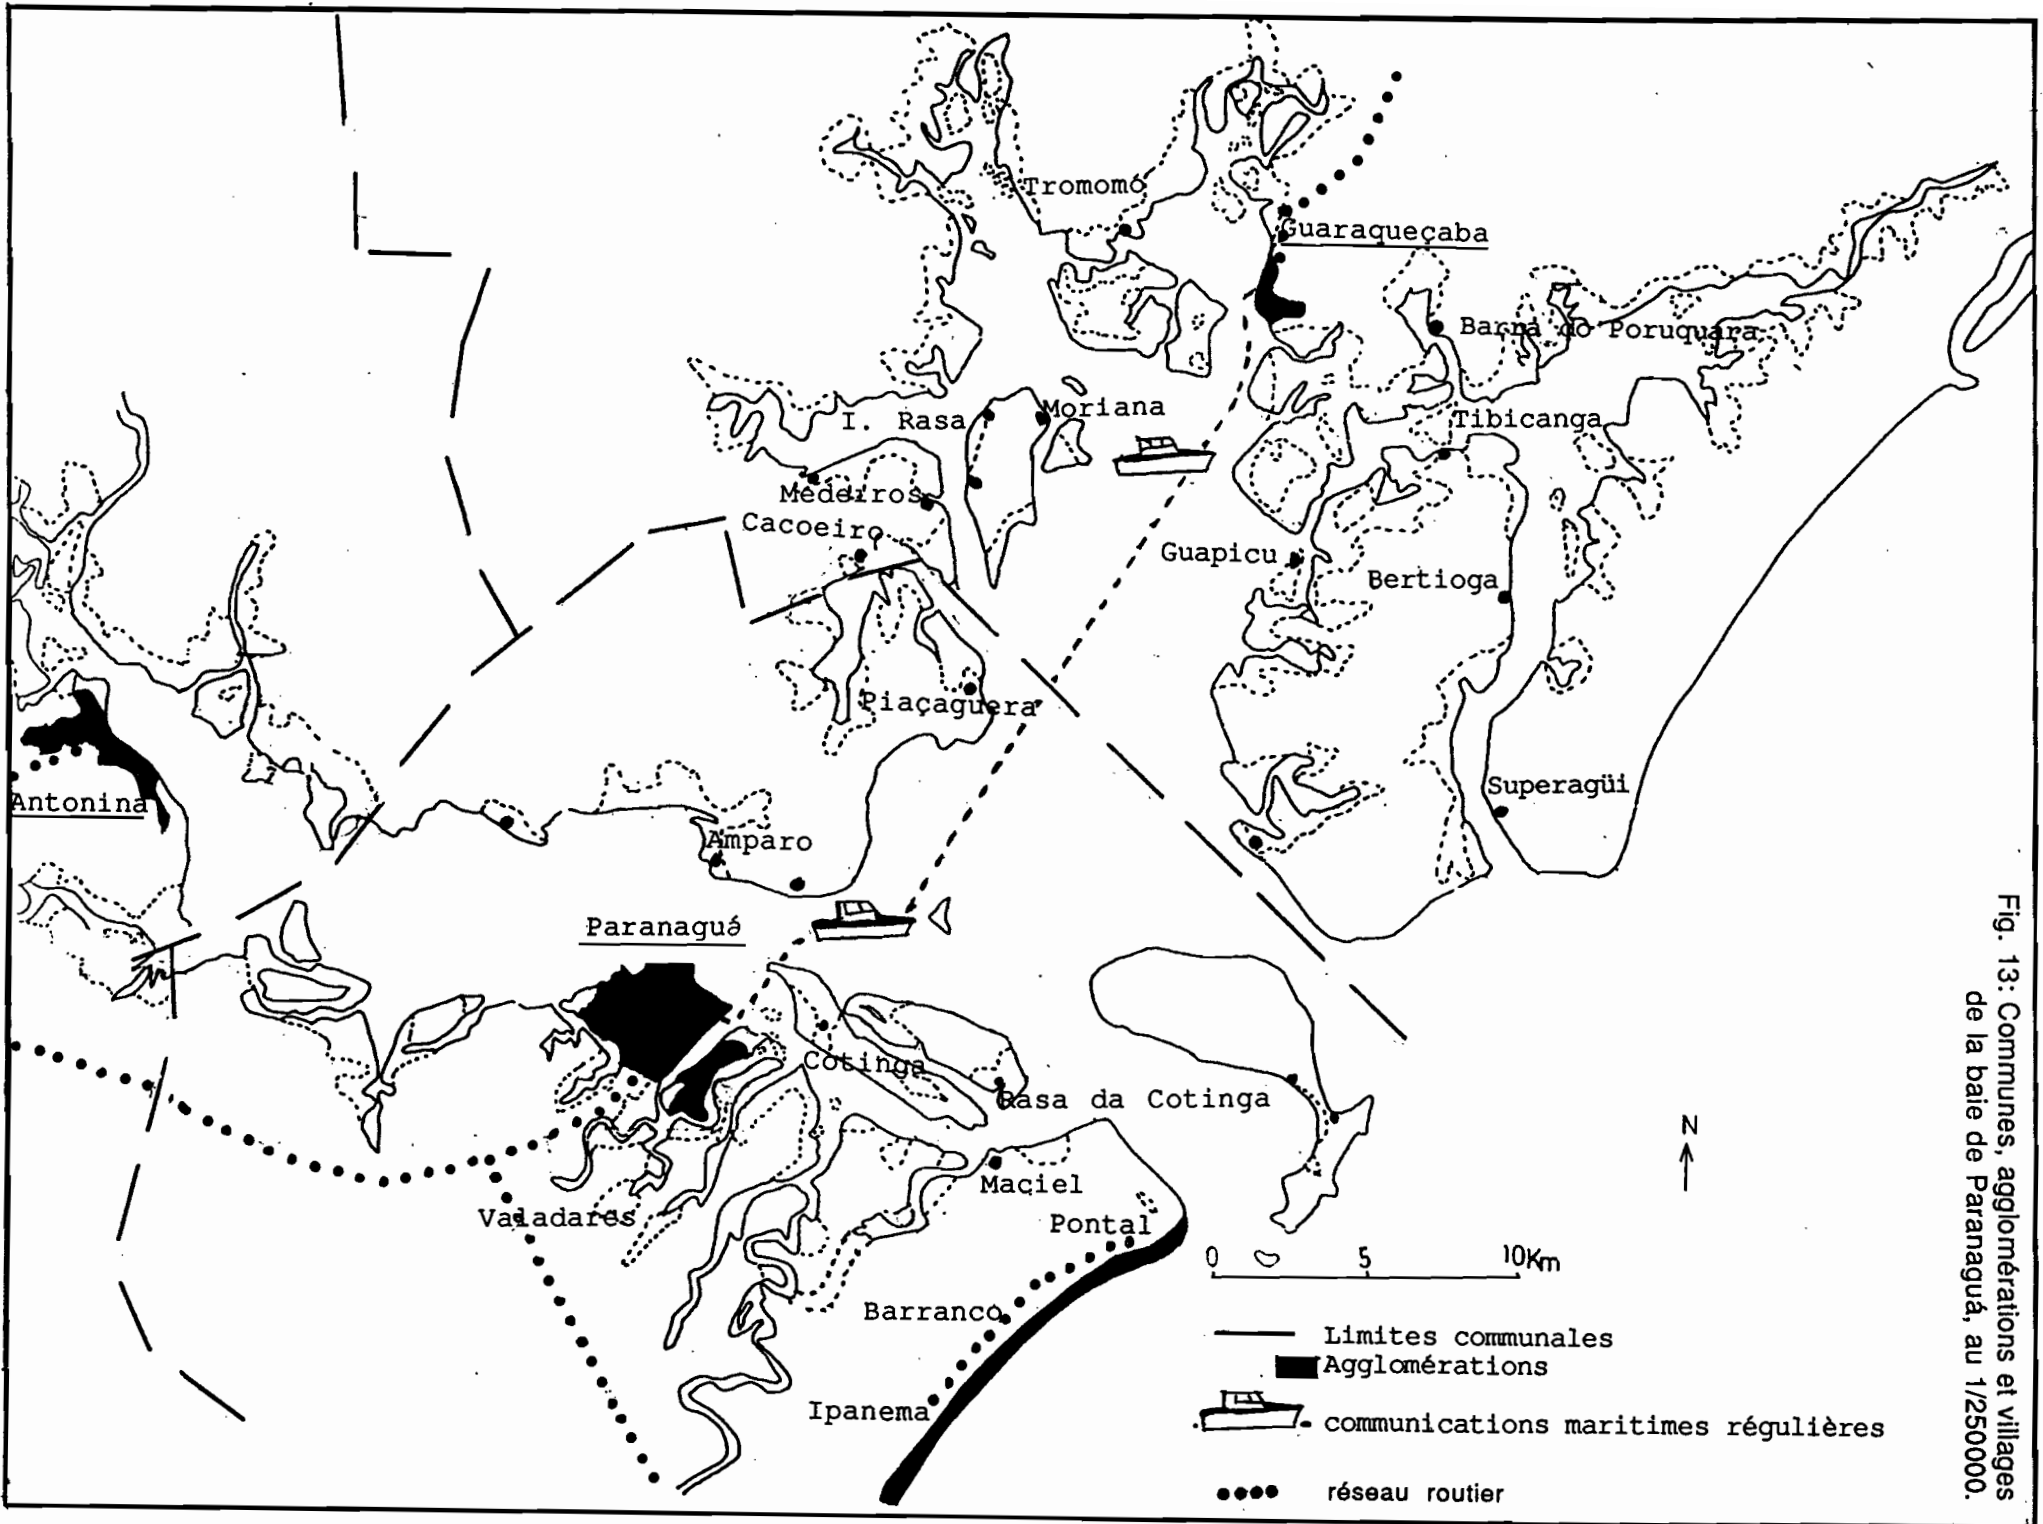 Tromomó
Guaraqueçaba
Barra do Poruquara
I. Rasa
Moriana
Tibicanga
Medeiros
Cacoeiro
Guapicu
Bertioga
Piaçaguera
Superagüi
Antonina
Amparo
Paranaguá
Cotinga
Rasa da Cotinga
Maciel
Valadares
Pontal
Barranco
Ipanema
N
0 5 10Km
Limites communales
Agglomérations
communications maritimes régulières
réseau routier
Fig. 13: Communes, agglomérations et villages
de la baie de Paranaguá, au 1/250000.